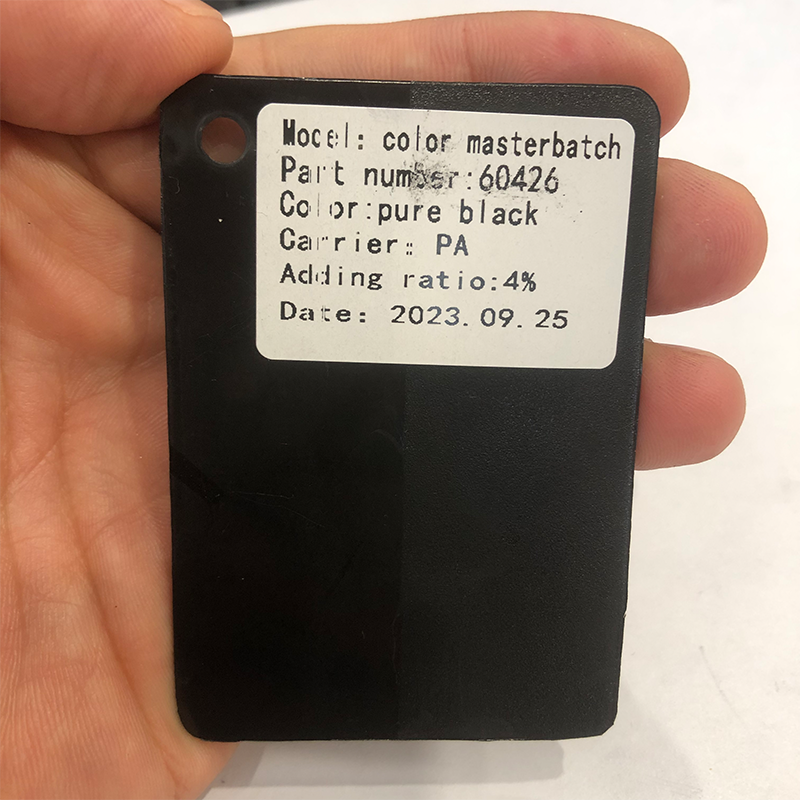 Model: color masterbatch
Part number:60426
Color:pure black
Carrier: PA
Adding ratio:4%
Date: 2023.09.25